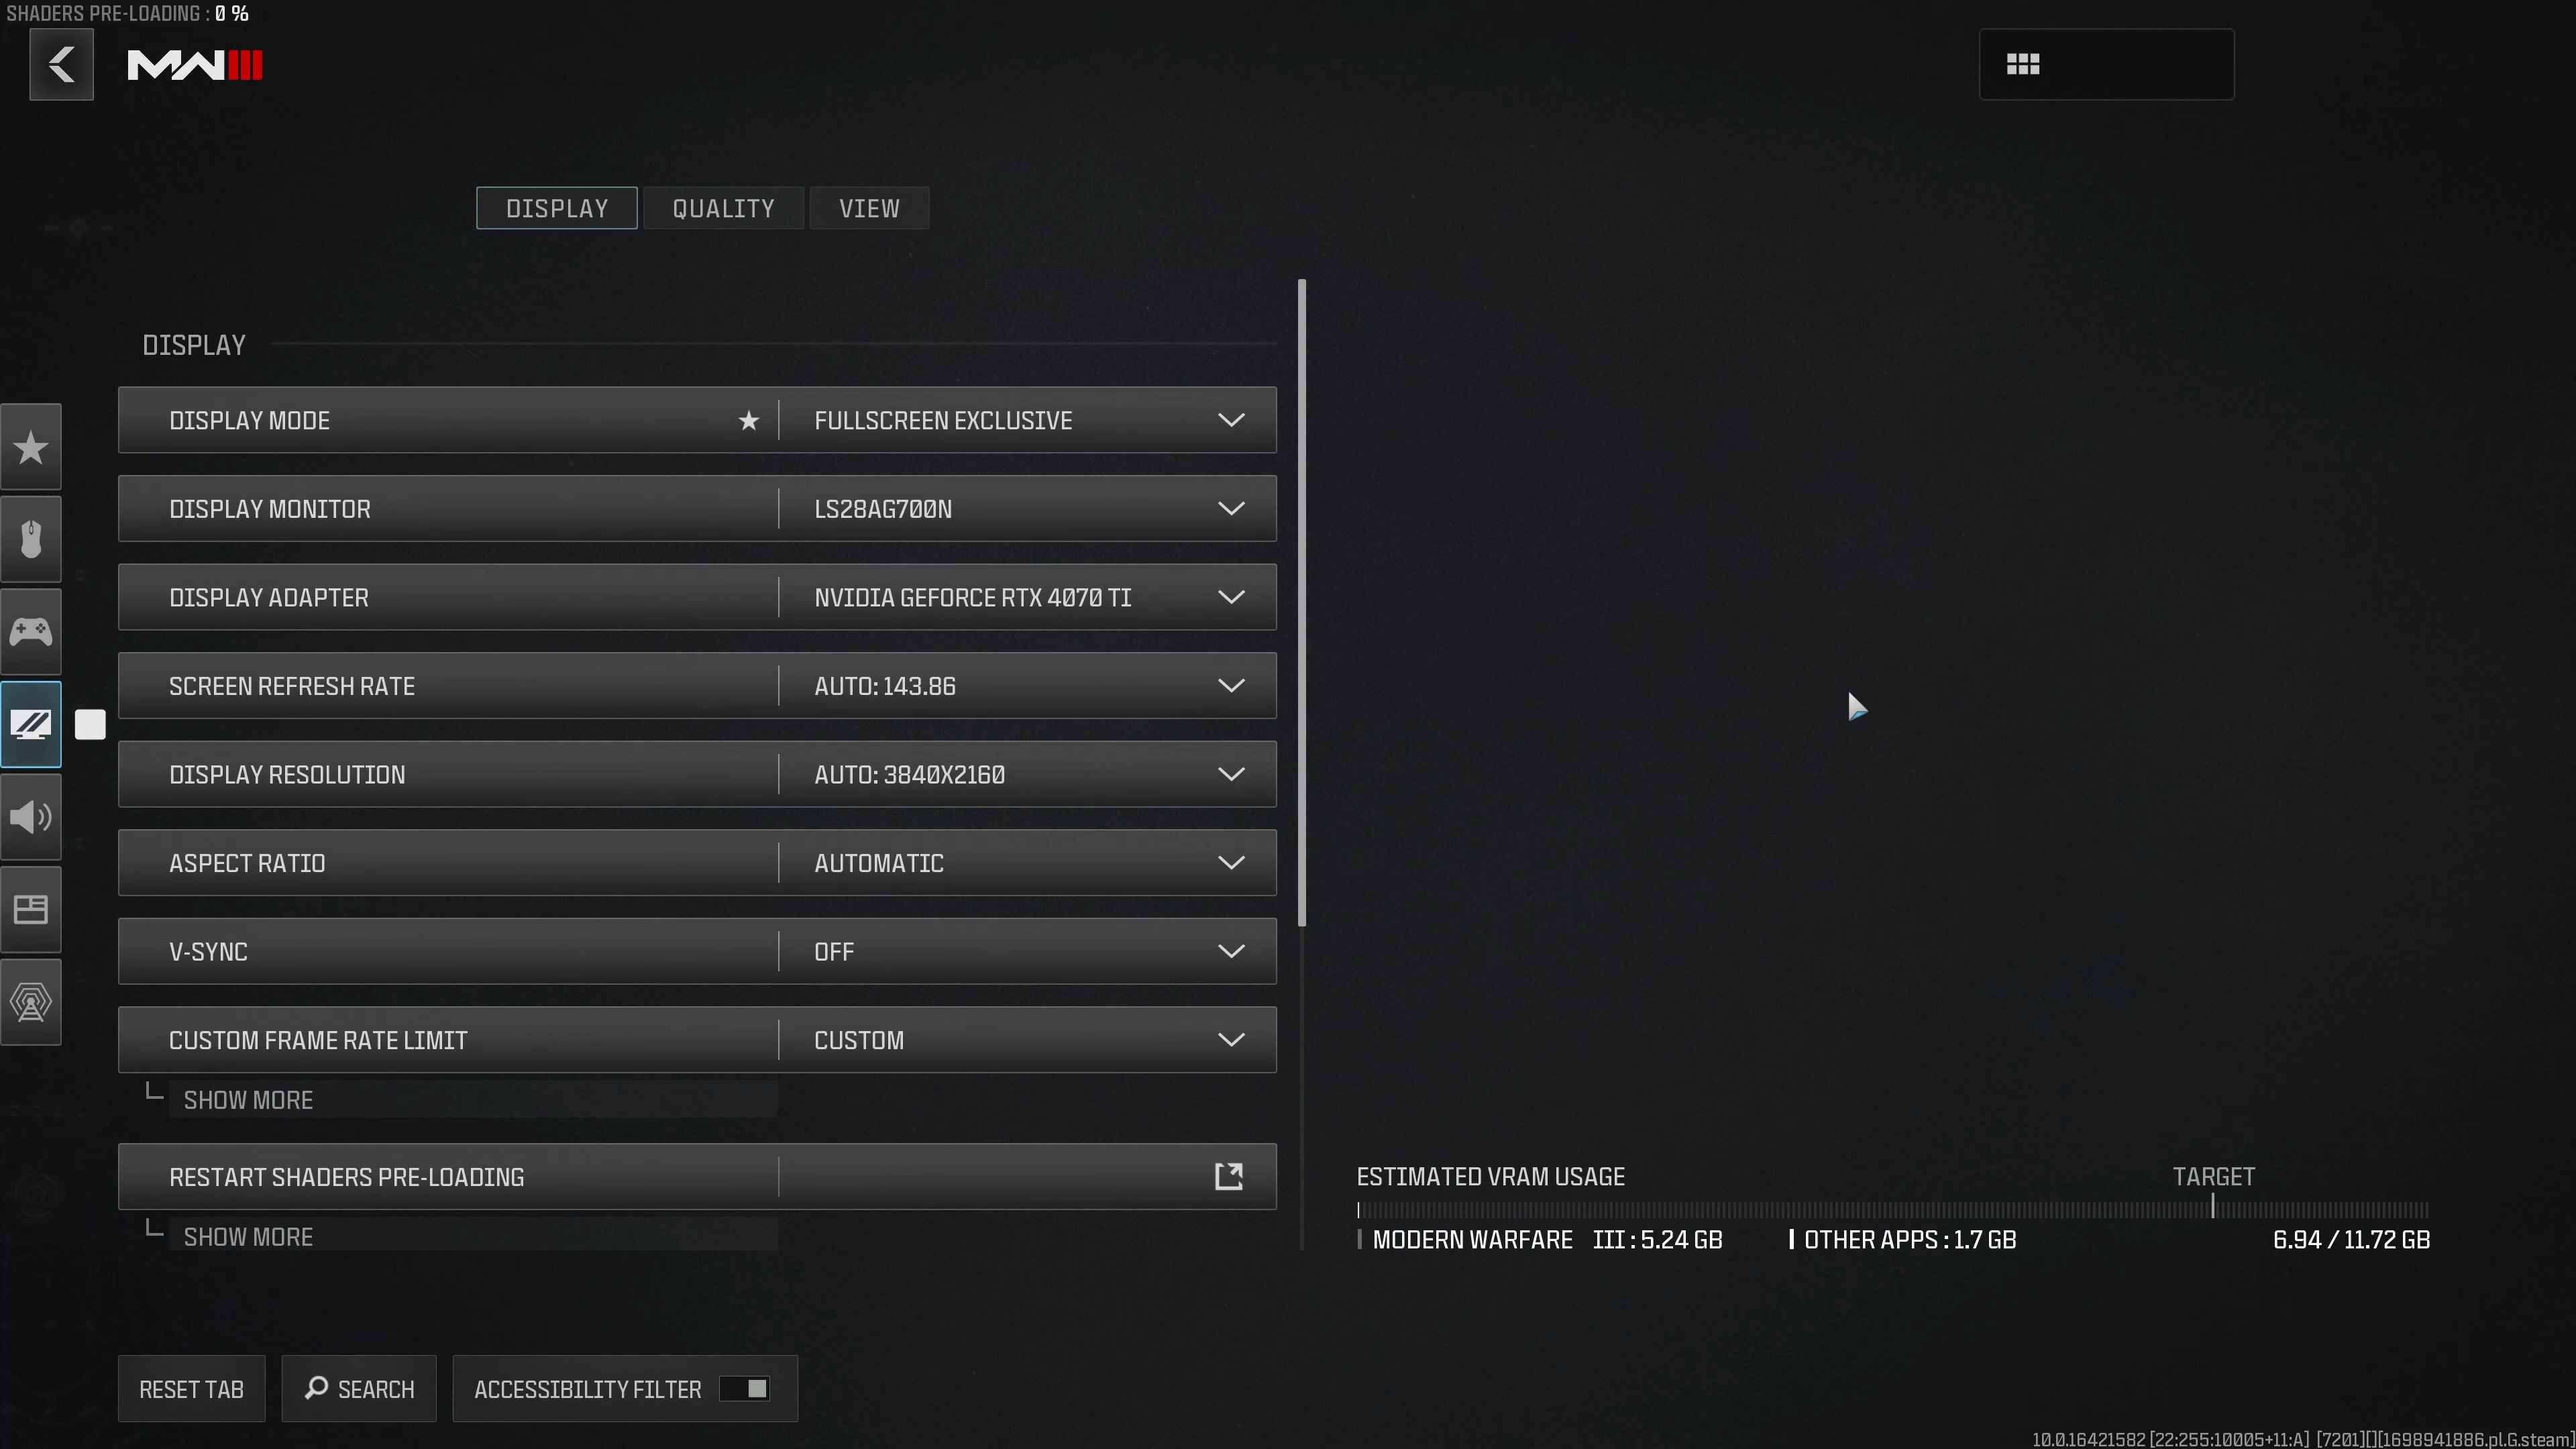 SHADERS PRE-LOADING : 0 %
MWIII
DISPLAY QUALITY VIEW
DISPLAY
DISPLAY MODE FULLSCREEN EXCLUSIVE
DISPLAY MONITOR LS28AG700N
DISPLAY ADAPTER NVIDIA GEFORCE RTX 4070 TI
SCREEN REFRESH RATE AUTO: 143.86
DISPLAY RESOLUTION AUTO: 3840X2160
ASPECT RATIO AUTOMATIC
V-SYNC OFF
CUSTOM FRAME RATE LIMIT CUSTOM
SHOW MORE
RESTART SHADERS PRE-LOADING
SHOW MORE
ESTIMATED VRAM USAGE TARGET
MODERN WARFARE III : 5.24 GB OTHER APPS : 1.7 GB 6.94 / 11.72 GB
RESET TAB SEARCH ACCESSIBILITY FILTER
10.0.16421582 [22:255:10005+11:A] [7201][][1698941886.pl.G.steam]